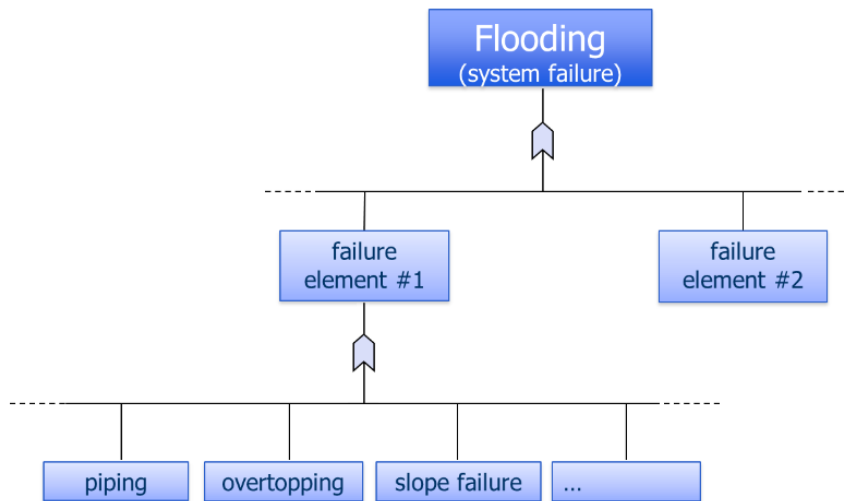 Flooding
(system failure)
failure
element #1
failure
element #2
piping
overtopping
slope failure
...